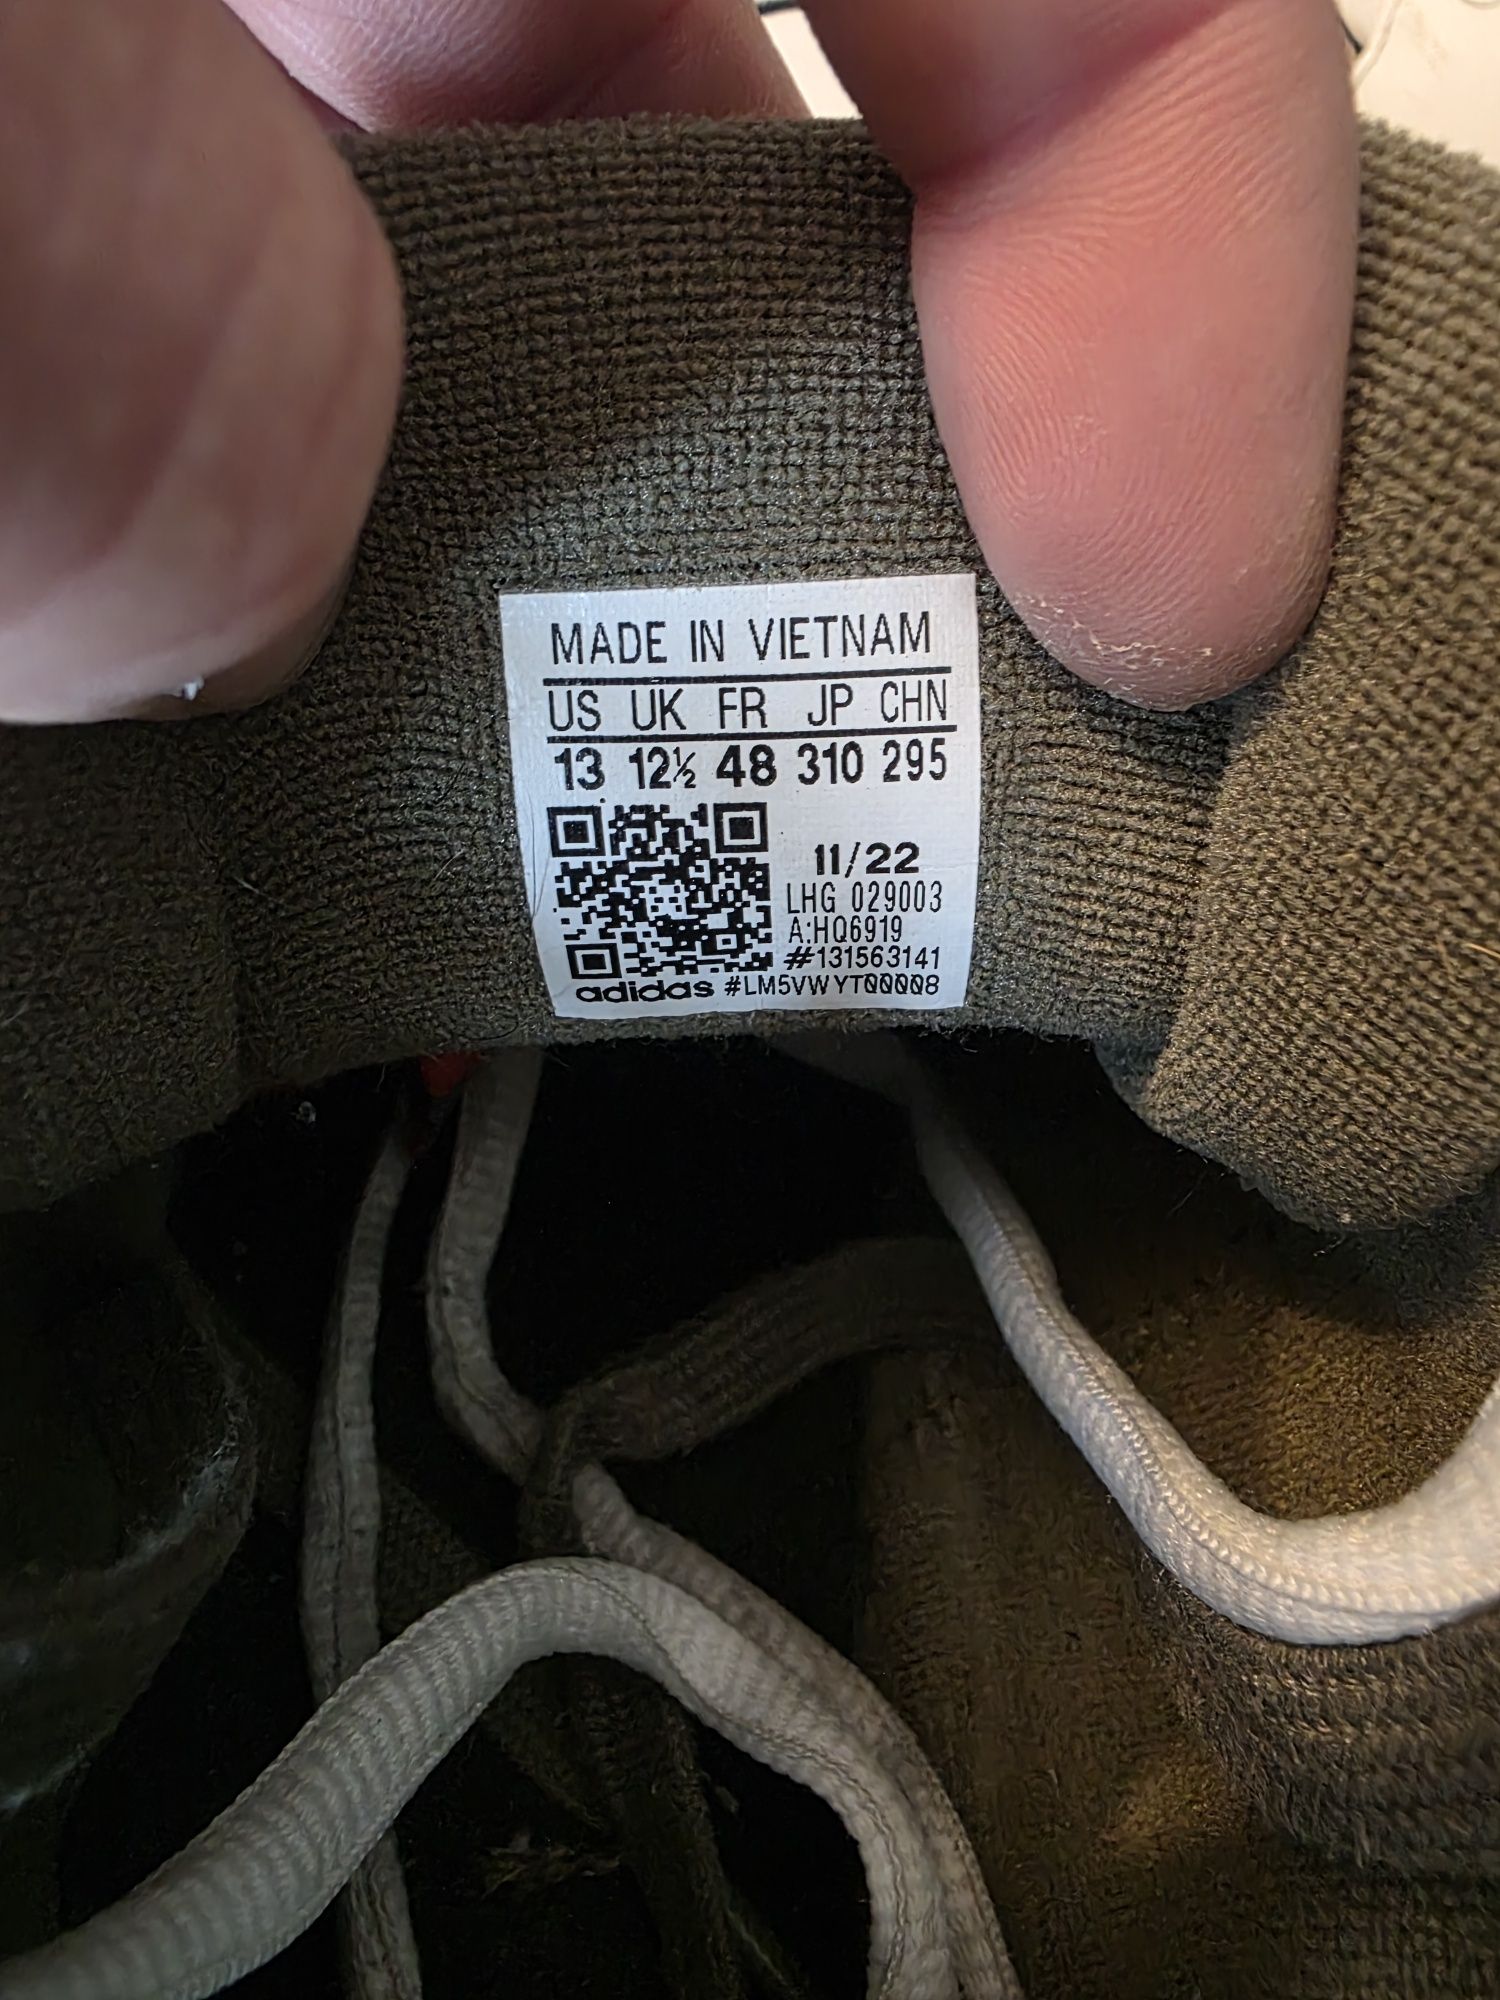 MADE IN VIETNAM
US UK FR JP CHN
13 12½ 48 310 295
11/22
LHG 029003
A:HQ6919
#131563141
adidas #LM5VWYT00008